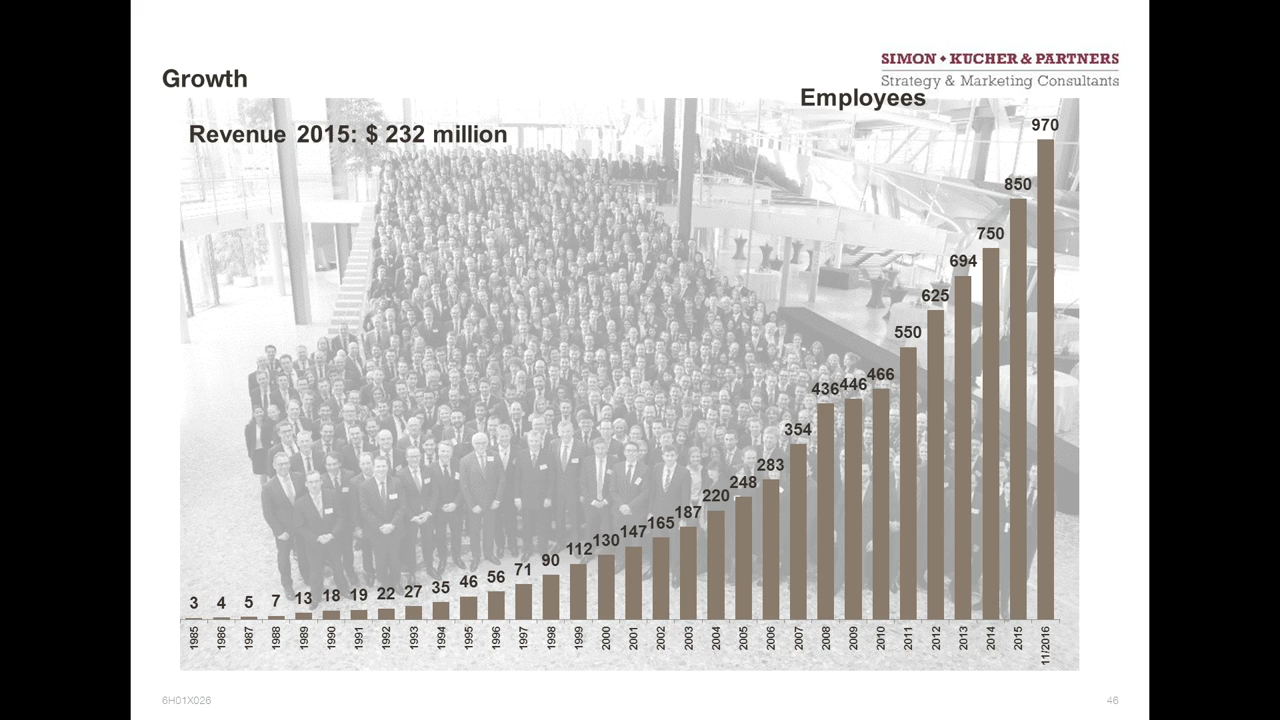 SIMON • KUCHER & PARTNERS
Strategy & Marketing Consultants
Growth
Employees
Revenue 2015: $ 232 million
3 4 5 7 13 18 19 22 27 35 46 56 71 90 112 130 147 165 187 220 248 283 354 436 446 466 550 625 694 750 850 970
1985 1986 1987 1988 1989 1990 1991 1992 1993 1994 1995 1996 1997 1998 1999 2000 2001 2002 2003 2004 2005 2006 2007 2008 2009 2010 2011 2012 2013 2014 2015 11/2016
6H01X026
46